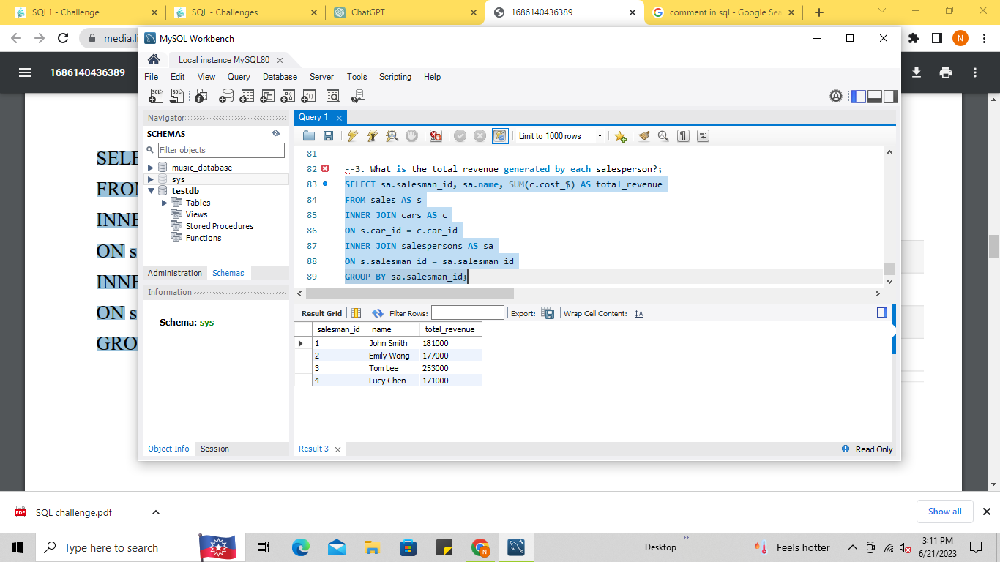 SQL1 - Challenge
SQL - Challenges
ChatGPT
1686140436389
comment in sql - Google Sea
media.l
N
1686140436389
MySQL Workbench
Local instance MySQL80
File Edit View Query Database Server Tools Scripting Help
Navigator
SCHEMAS
Filter objects
music_database
sys
testdb
Tables
Views
Stored Procedures
Functions
Administration Schemas
Information
Schema: sys
Object Info Session
Query 1
Limit to 1000 rows
81
82 --3. What is the total revenue generated by each salesperson?;
83 SELECT sa.salesman_id, sa.name, SUM(c.cost_$) AS total_revenue
84 FROM sales AS s
85 INNER JOIN cars AS c
86 ON s.car_id = c.car_id
87 INNER JOIN salespersons AS sa
88 ON s.salesman_id = sa.salesman_id
89 GROUP BY sa.salesman_id;
Result Grid Filter Rows: Export: Wrap Cell Content: IA
salesman_id name total_revenue
1 John Smith 181000
2 Emily Wong 177000
3 Tom Lee 253000
4 Lucy Chen 171000
Result 3
Read Only
SELE
FROM
INNE
ON s
INNE
ON s
GRO
SQL challenge.pdf
Show all
Type here to search
Desktop
Feels hotter
3:11 PM
6/21/2023